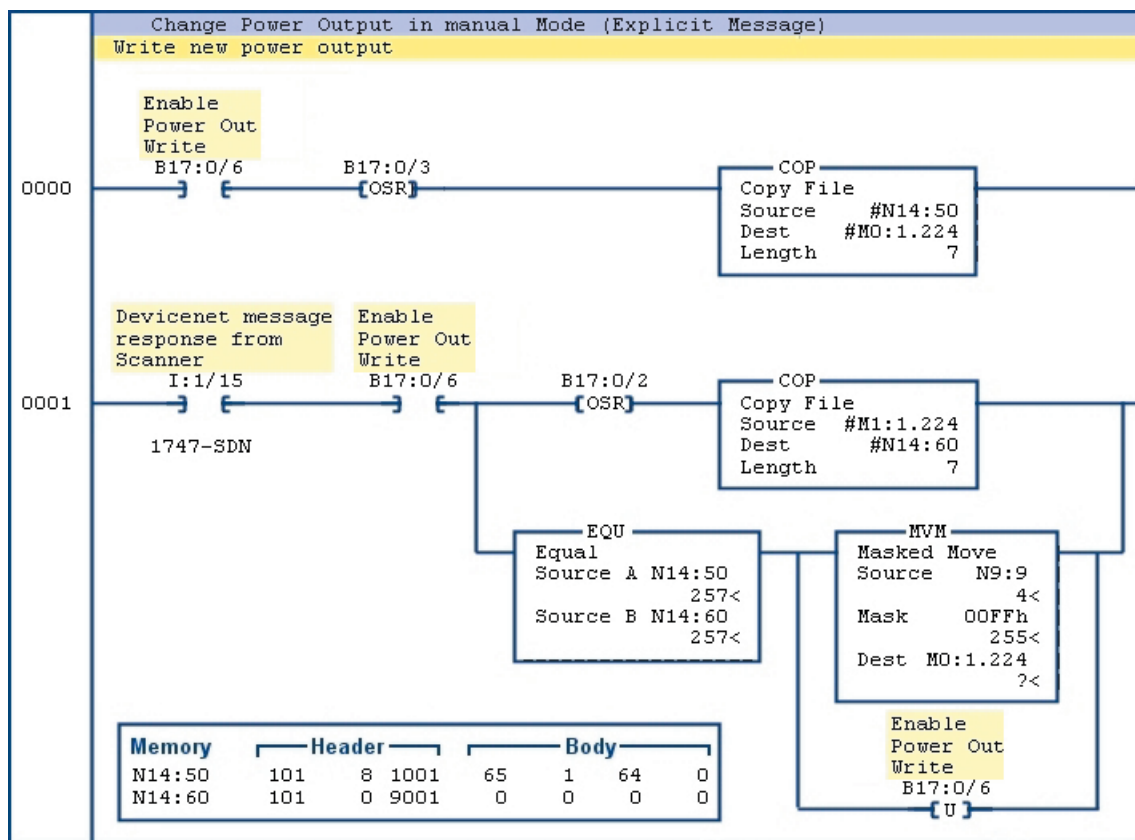 Change Power Output in manual Mode (Explicit Message)
Write new power output
Enable
Power Out
Write
B17:0/6
B17:0/3
0000
OSR
COP
Copy File
Source #N14:50
Dest #M0:1.224
Length 7
Devicenet message
response from
Scanner
I:1/15
1747-SDN
Enable
Power Out
Write
B17:0/6
B17:0/2
0001
OSR
COP
Copy File
Source #M1:1.224
Dest #N14:60
Length 7
EQU
Equal
Source A N14:50
257<
Source B N14:60
257<
MVM
Masked Move
Source N9:9
4<
Mask 00FFh
255<
Dest M0:1.224
?<
Enable
Power Out
Write
B17:0/6
U
Memory Header Body
N14:50 101 8 1001 65 1 64 0
N14:60 101 0 9001 0 0 0 0